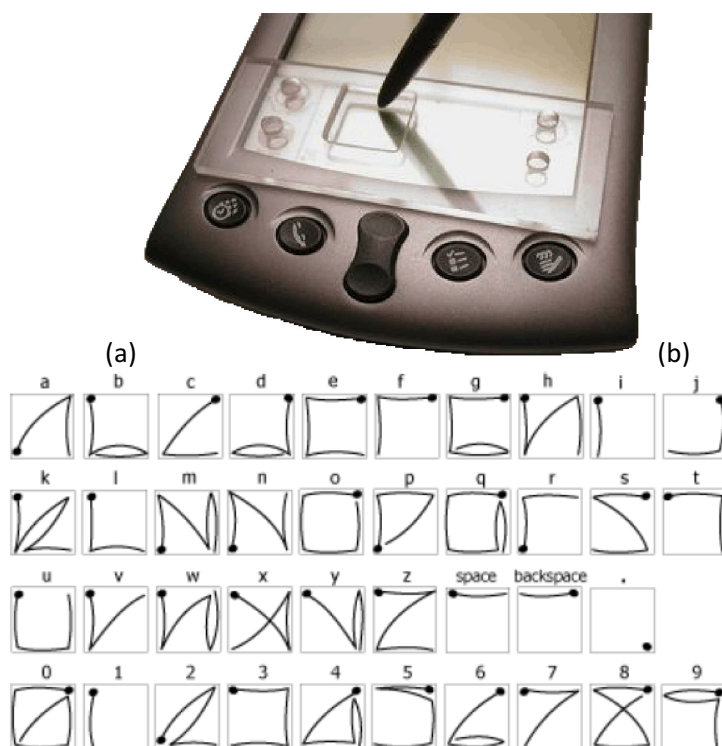 (a) (b)
a b c d e f g h i j
k l m n o p q r s t
u v w x y z space backspace .
0 1 2 3 4 5 6 7 8 9